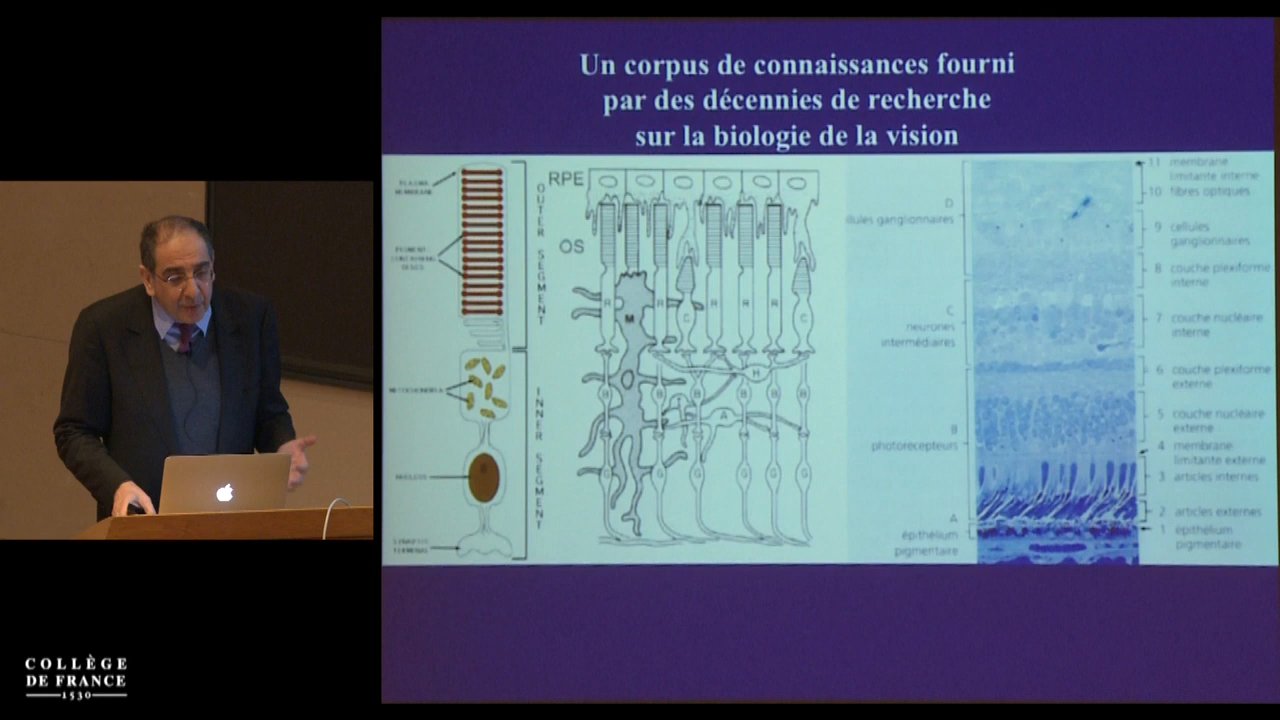 Un corpus de connaissances fourni
par des décennies de recherche
sur la biologie de la vision
PLASMA
MEMBRANE
NUCLEUS
OUTER SEGMENT
INNER SEGMENT
RPE
OS
R
R
R
R
R
M
C
C
H
B
B
B
B
B
A
G
G
D
cellules ganglionnaires
C
neurones
intermédiaires
B
photorécepteurs
A
épithélium
pigmentaire
11 membrane
limitante interne
10 fibres optiques
9 cellules
ganglionnaires
8 couche plexiforme
interne
7 couche nucléaire
interne
6 couche plexiforme
externe
5 couche nucléaire
externe
4 membrane
limitante externe
3 articles internes
2 articles externes
1 épithélium
pigmentaire
COLLÈGE
DE FRANCE
1530